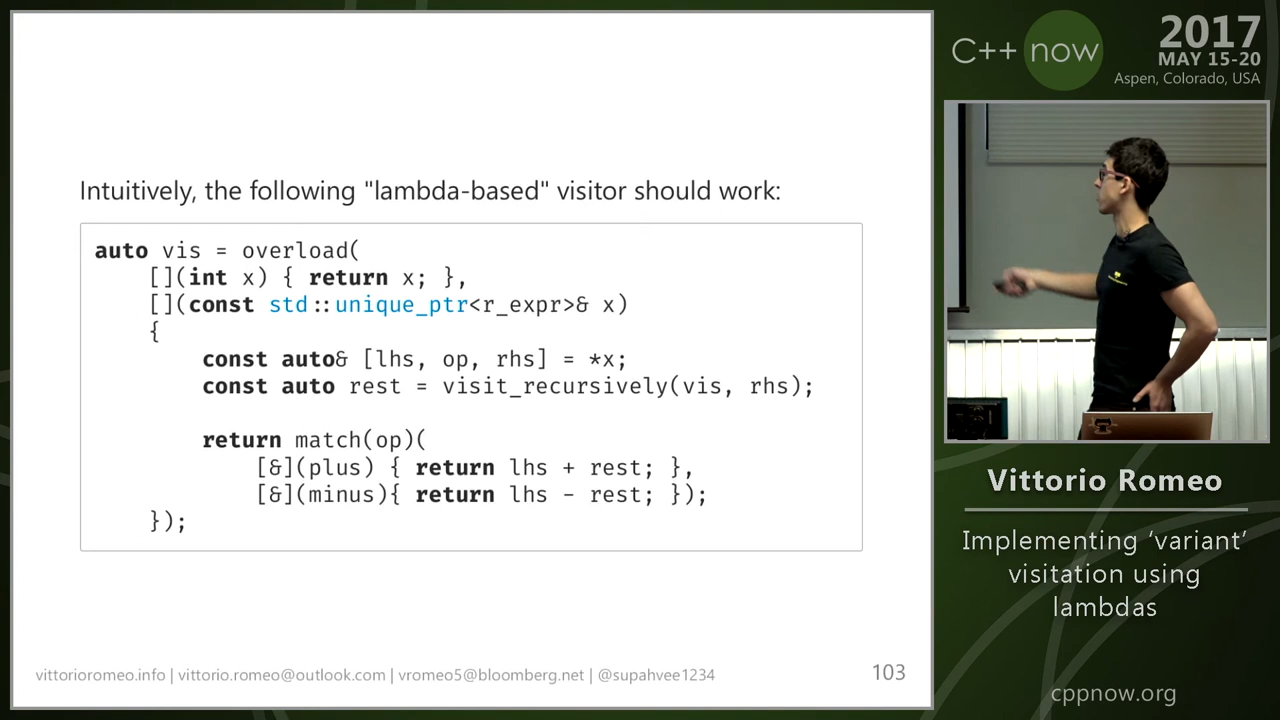 Intuitively, the following "lambda-based" visitor should work:
auto vis = overload(
[](int x) { return x; },
[](const std::unique_ptr<r_expr>& x)
{
const auto& [lhs, op, rhs] = *x;
const auto rest = visit_recursively(vis, rhs);
return match(op)(
[&](plus) { return lhs + rest; },
[&](minus){ return lhs - rest; });
});
vittorioromeo.info | vittorio.romeo@outlook.com | vromeo5@bloomberg.net | @supahvee1234
103
C++ now
2017
MAY 15-20
Aspen, Colorado, USA
Vittorio Romeo
Implementing ‘variant’
visitation using
lambdas
cppnow.org